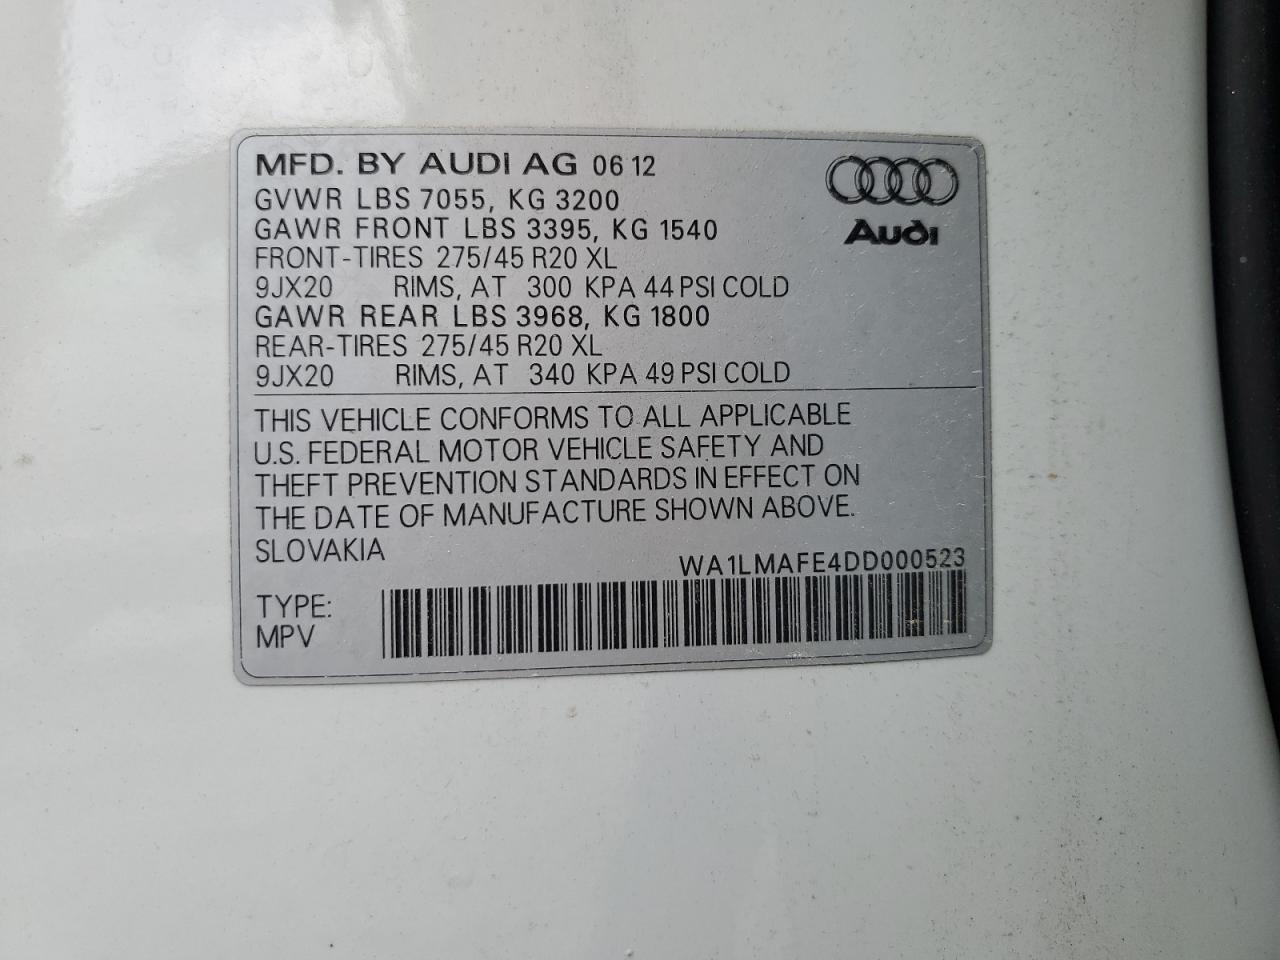 MFD. BY AUDI AG 06 12
GVWR LBS 7055, KG 3200
GAWR FRONT LBS 3395, KG 1540
FRONT-TIRES 275/45 R20 XL
9JX20 RIMS, AT 300 KPA 44 PSI COLD
GAWR REAR LBS 3968, KG 1800
REAR-TIRES 275/45 R20 XL
9JX20 RIMS, AT 340 KPA 49 PSI COLD
Audi
THIS VEHICLE CONFORMS TO ALL APPLICABLE
U.S. FEDERAL MOTOR VEHICLE SAFETY AND
THEFT PREVENTION STANDARDS IN EFFECT ON
THE DATE OF MANUFACTURE SHOWN ABOVE.
SLOVAKIA
WA1LMAFE4DD000523
TYPE:
MPV